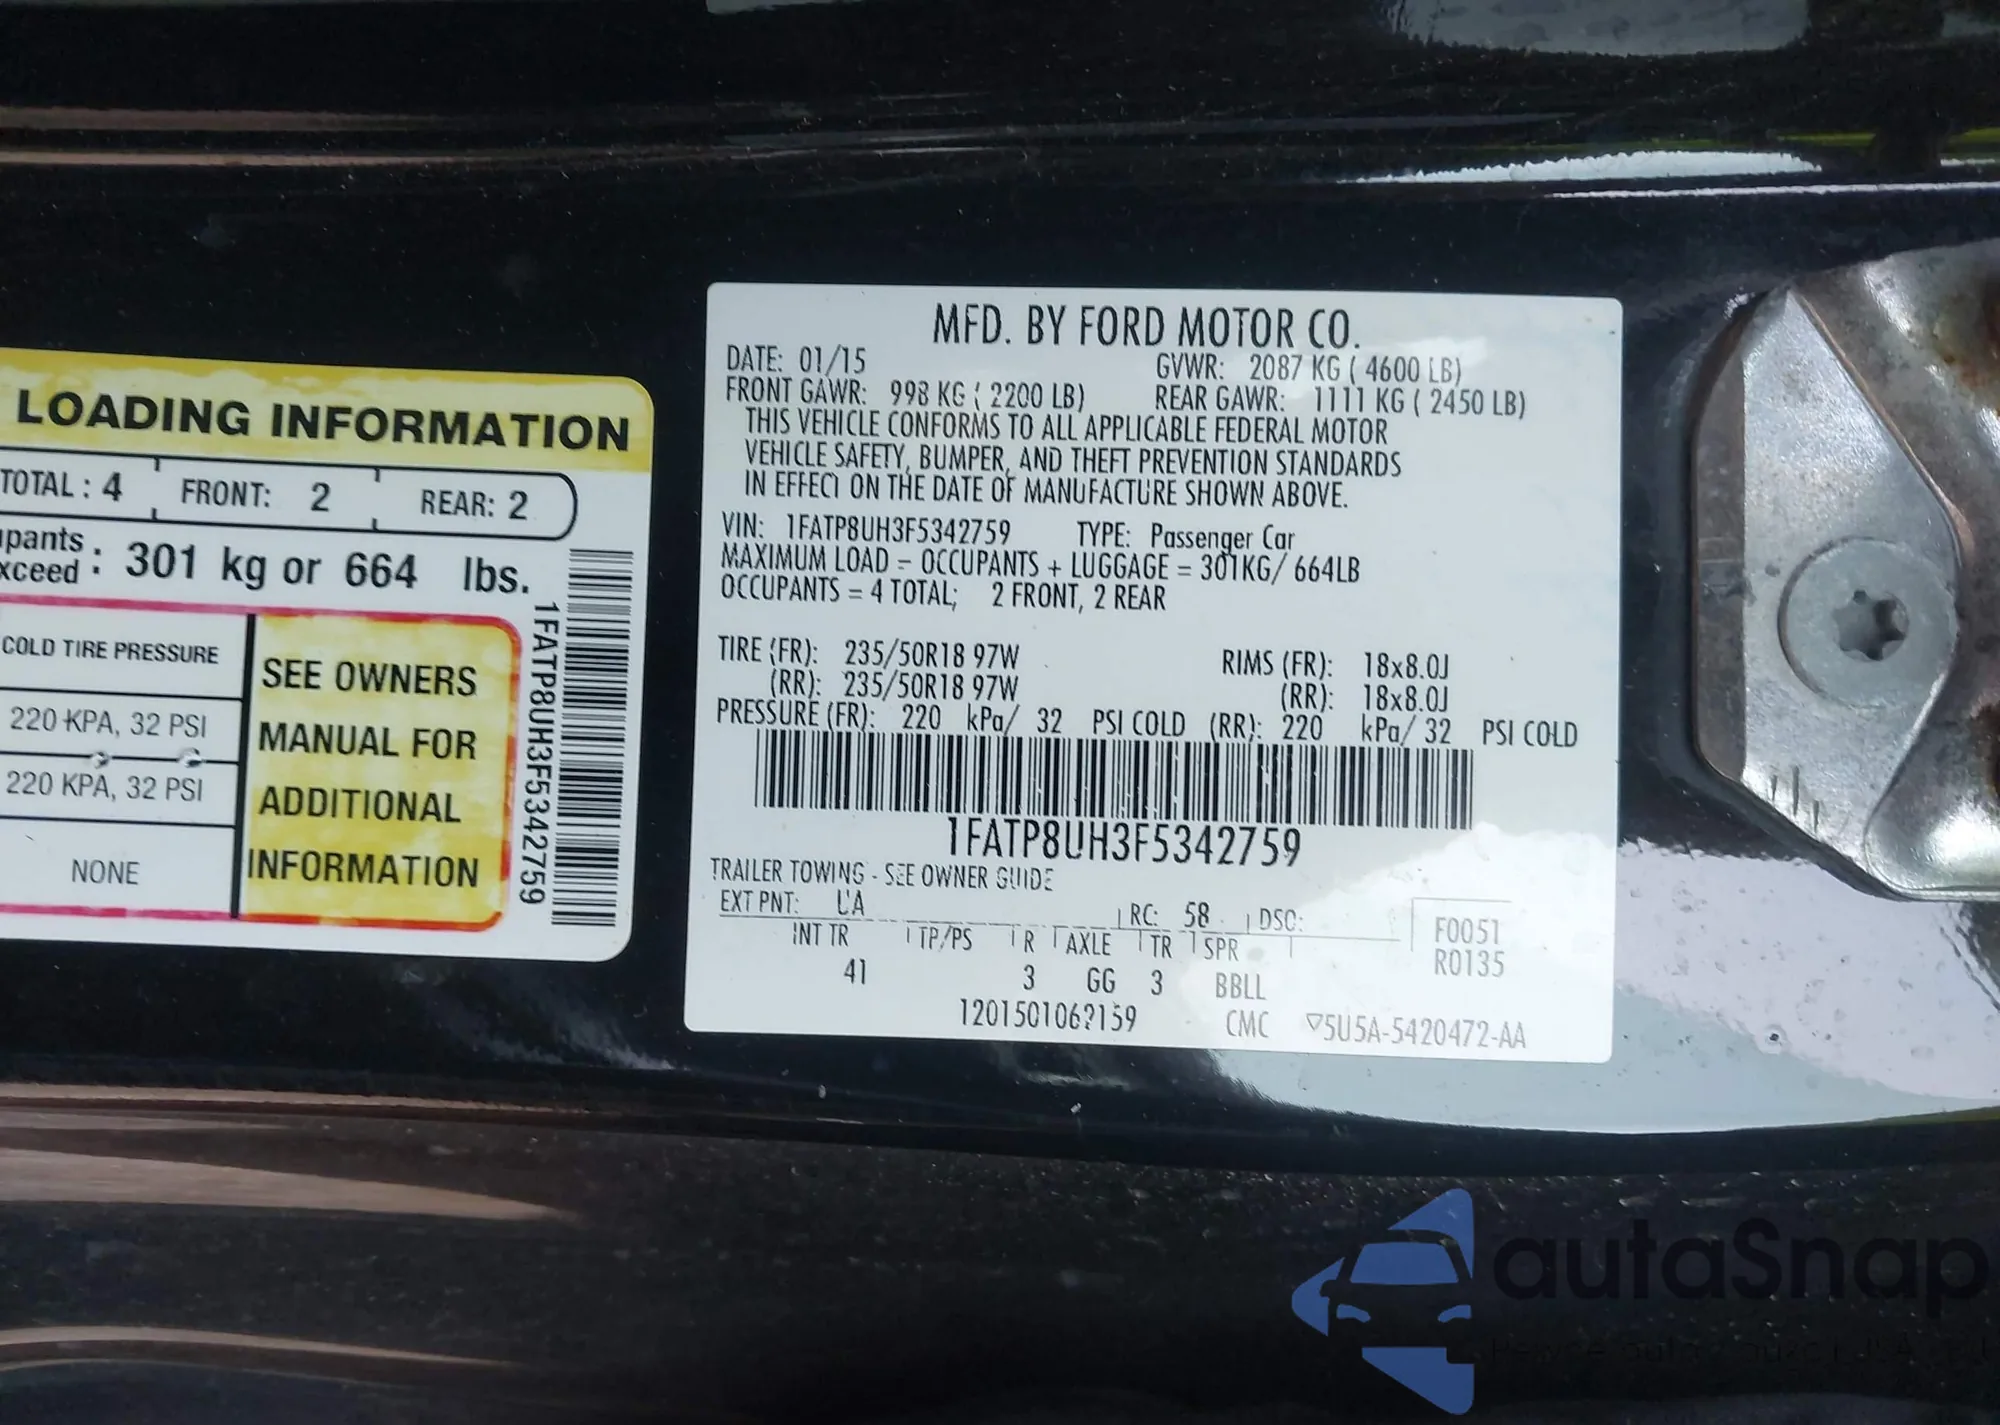 LOADING INFORMATION
TOTAL : 4 FRONT: 2 REAR: 2
pants
xceed : 301 kg or 664 lbs.
COLD TIRE PRESSURE
220 KPA, 32 PSI
220 KPA, 32 PSI
NONE
SEE OWNERS
MANUAL FOR
ADDITIONAL
INFORMATION
1FATP8UH3F5342759
MFD. BY FORD MOTOR CO.
DATE: 01/15 GVWR: 2087 KG ( 4600 LB)
FRONT GAWR: 998 KG ( 2200 LB) REAR GAWR: 1111 KG ( 2450 LB)
THIS VEHICLE CONFORMS TO ALL APPLICABLE FEDERAL MOTOR
VEHICLE SAFETY, BUMPER, AND THEFT PREVENTION STANDARDS
IN EFFECT ON THE DATE OF MANUFACTURE SHOWN ABOVE.
VIN: 1FATP8UH3F5342759 TYPE: Passenger Car
MAXIMUM LOAD = OCCUPANTS + LUGGAGE = 301KG/ 664LB
OCCUPANTS = 4 TOTAL; 2 FRONT, 2 REAR
TIRE (FR): 235/50R18 97W RIMS (FR): 18x8.0J
(RR): 235/50R18 97W (RR): 18x8.0J
PRESSURE (FR): 220 kPa/ 32 PSI COLD (RR): 220 kPa/ 32 PSI COLD
1FATP8UH3F5342759
TRAILER TOWING - SEE OWNER GUIDE
EXT PNT: UA RC: 58 DSO:
INT TR TP/PS R AXLE TR SPR
41 3 GG 3 BBLL
F0051
R0135
CMC ▽5U5A-5420472-AA
autaSnap